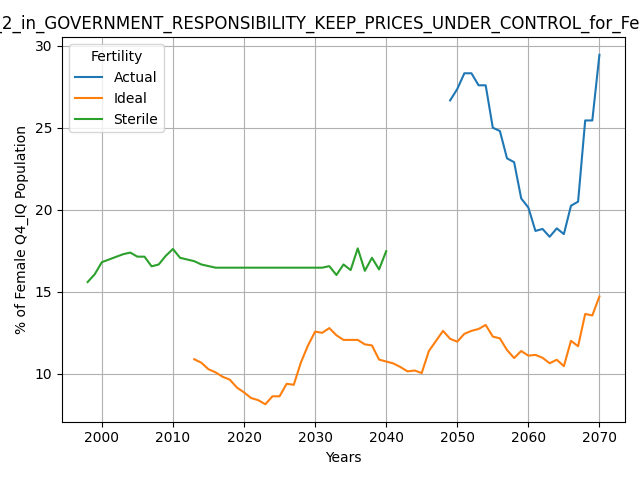 _2_in_GOVERNMENT_RESPONSIBILITY_KEEP_PRICES_UNDER_CONTROL_for_Fe
Fertility
Actual
Ideal
Sterile
% of Female Q4_IQ Population
30
25
20
15
10
2000 2010 2020 2030 2040 2050 2060 2070
Years